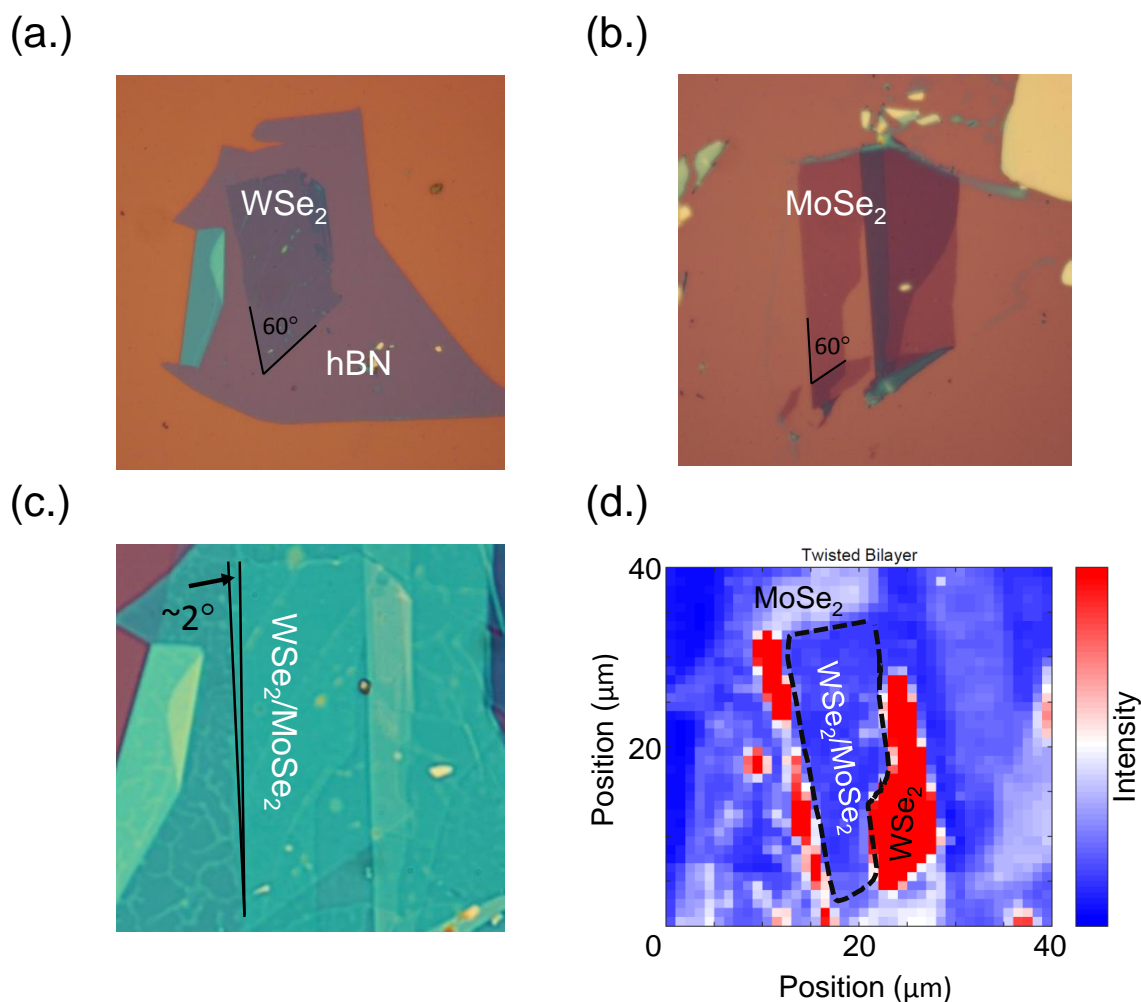 (a.)
WSe₂
60°
hBN
(b.)
MoSe₂
60°
(c.)
~2°
WSe₂/MoSe₂
(d.)
Twisted Bilayer
MoSe₂
WSe₂/MoSe₂
WSe₂
40
20
0
20
40
Position (μm)
Position (μm)
Intensity